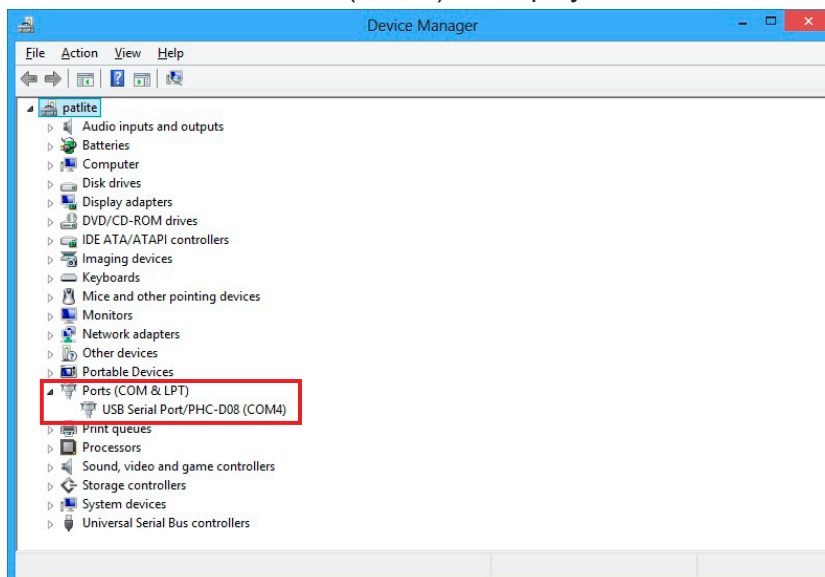 Device Manager
File Action View Help
patlite
Audio inputs and outputs
Batteries
Computer
Disk drives
Display adapters
DVD/CD-ROM drives
IDE ATA/ATAPI controllers
Imaging devices
Keyboards
Mice and other pointing devices
Monitors
Network adapters
Other devices
Portable Devices
Ports (COM & LPT)
USB Serial Port/PHC-D08 (COM4)
Print queues
Processors
Sound, video and game controllers
Storage controllers
System devices
Universal Serial Bus controllers